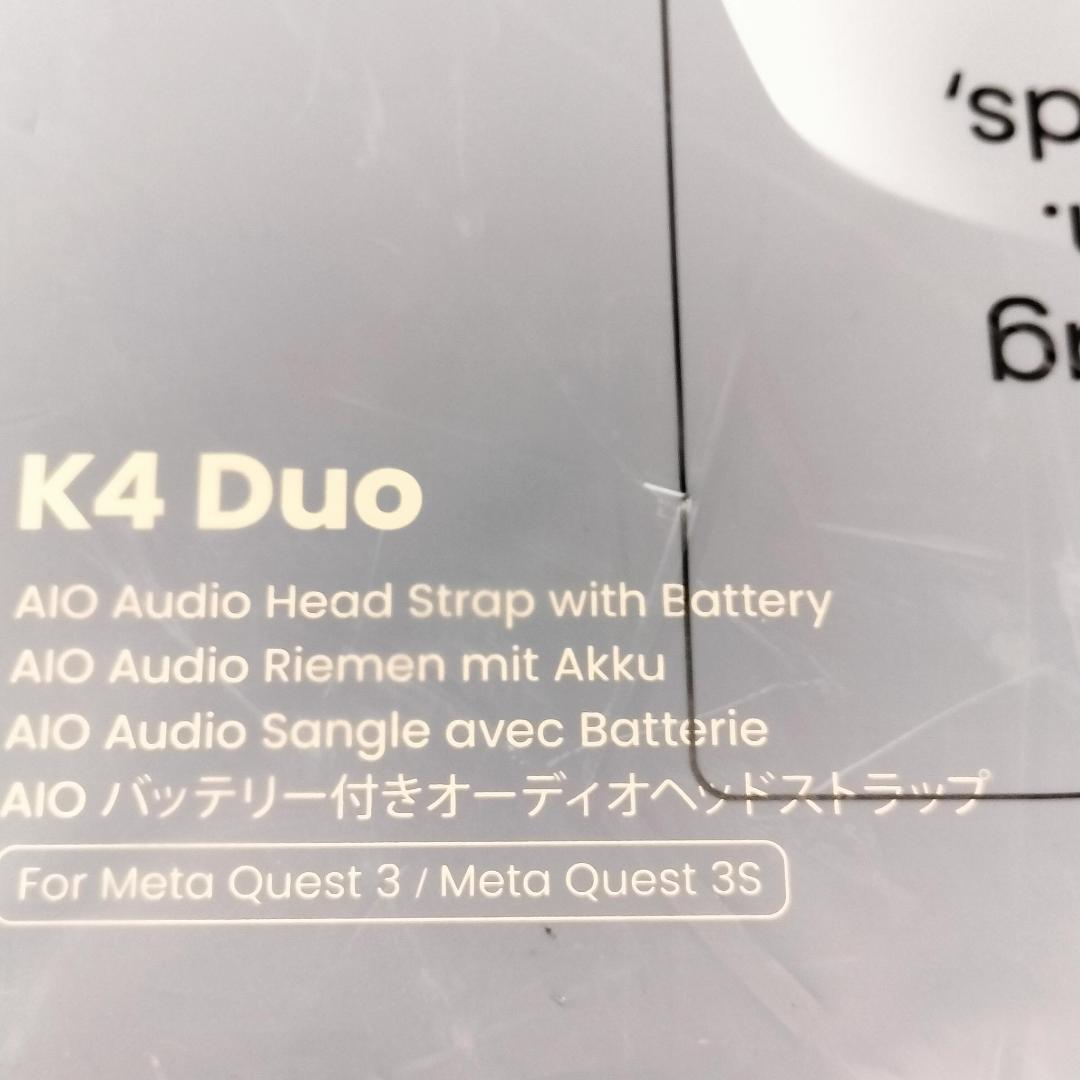 K4 Duo
AIO Audio Head Strap with Battery
AIO Audio Riemen mit Akku
AIO Audio Sangle avec Batterie
AIO バッテリー付きオーディオヘッドストラップ
For Meta Quest 3 / Meta Quest 3S